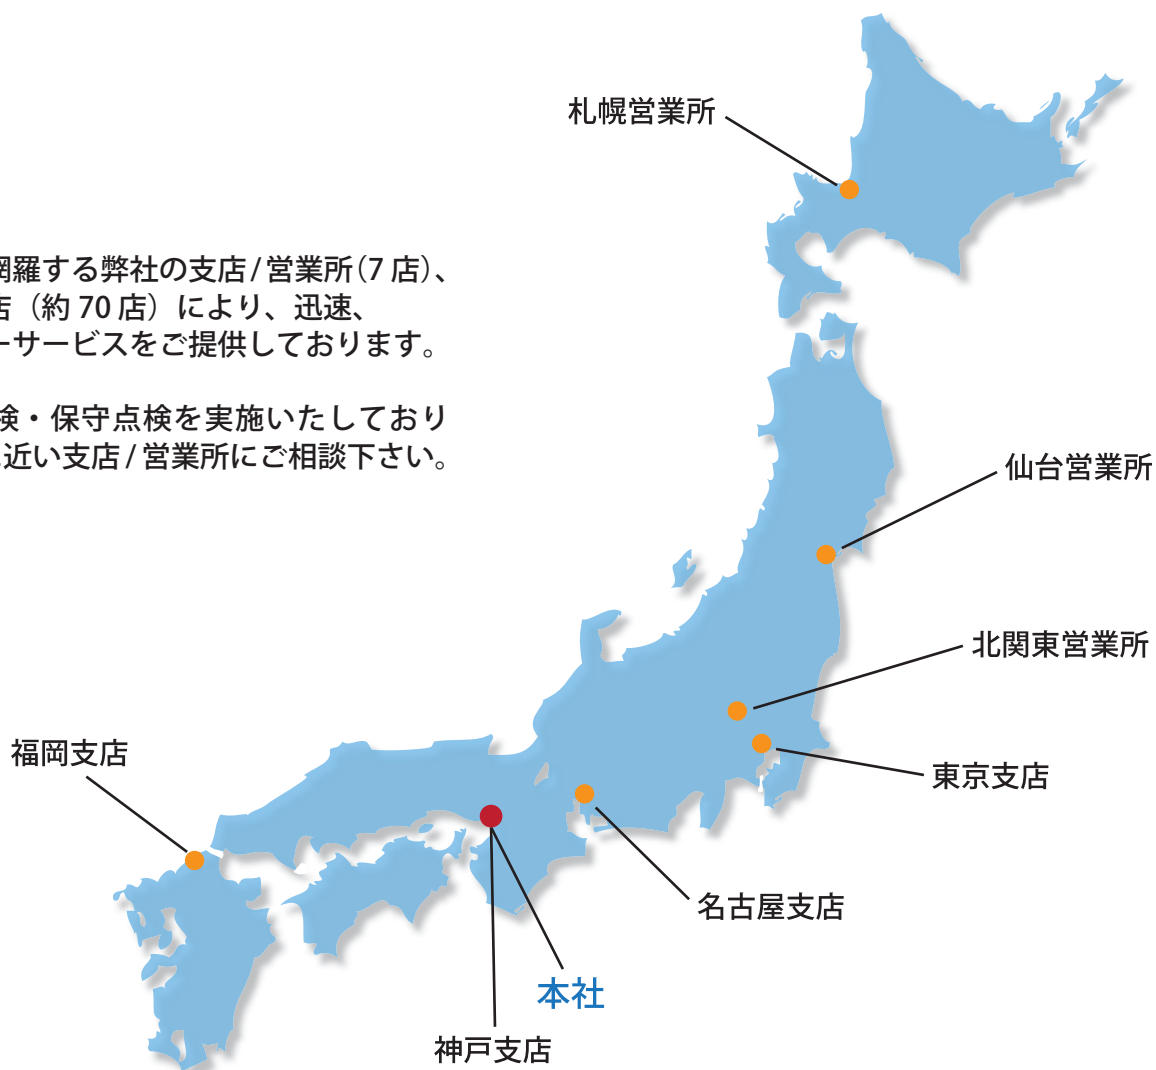 札幌営業所
網羅する弊社の支店/営業所(7店)、
店（約70店）により、迅速、
ーサービスをご提供しております。
検・保守点検を実施いたしており
近い支店/営業所にご相談下さい。
仙台営業所
北関東営業所
福岡支店
東京支店
名古屋支店
本社
神戸支店